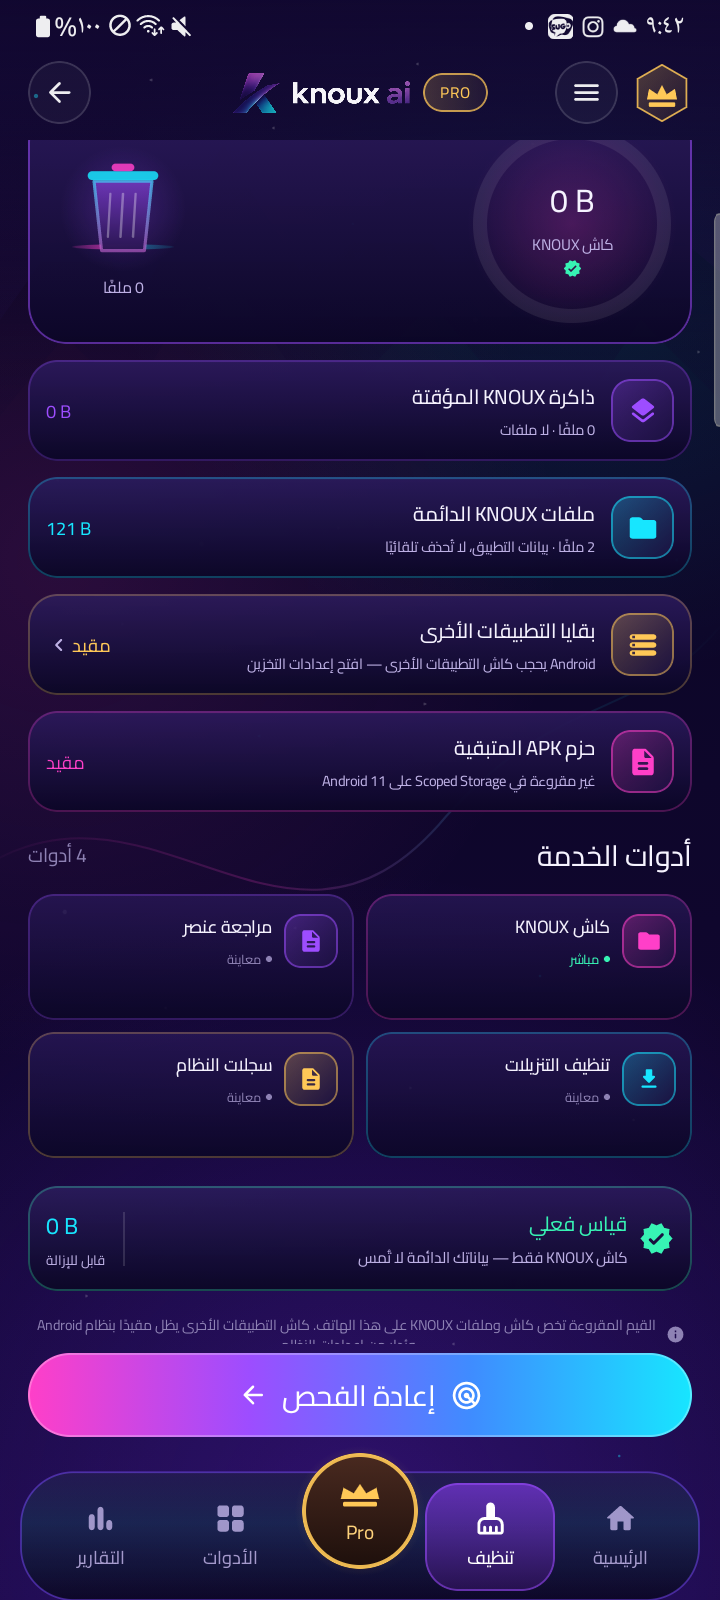 ٩:٤٢
%١٠٠
knoux ai
PRO
0 B
كاش KNOUX
0 ملفًا
ذاكرة KNOUX المؤقتة
0 ملفًا · لا ملفات
0 B
ملفات KNOUX الدائمة
2 ملفًا · بيانات التطبيق، لا تُحذف تلقائيًا
121 B
بقايا التطبيقات الأخرى
Android يحجب كاش التطبيقات الأخرى — افتح إعدادات التخزين
مقيد
حزم APK المتبقية
غير مقروءة في Scoped Storage على Android 11
مقيد
أدوات الخدمة
4 أدوات
كاش KNOUX
مباشر
مراجعة عنصر
معاينة
تنظيف التنزيلات
معاينة
سجلات النظام
معاينة
قياس فعلي
كاش KNOUX فقط — بياناتك الدائمة لا تُمس
0 B
قابل للإزالة
القيم المقروءة تخص كاش وملفات KNOUX على هذا الهاتف. كاش التطبيقات الأخرى يظل مقيدًا بنظام Android
إعادة الفحص
الرئيسية
تنظيف
Pro
الأدوات
التقارير